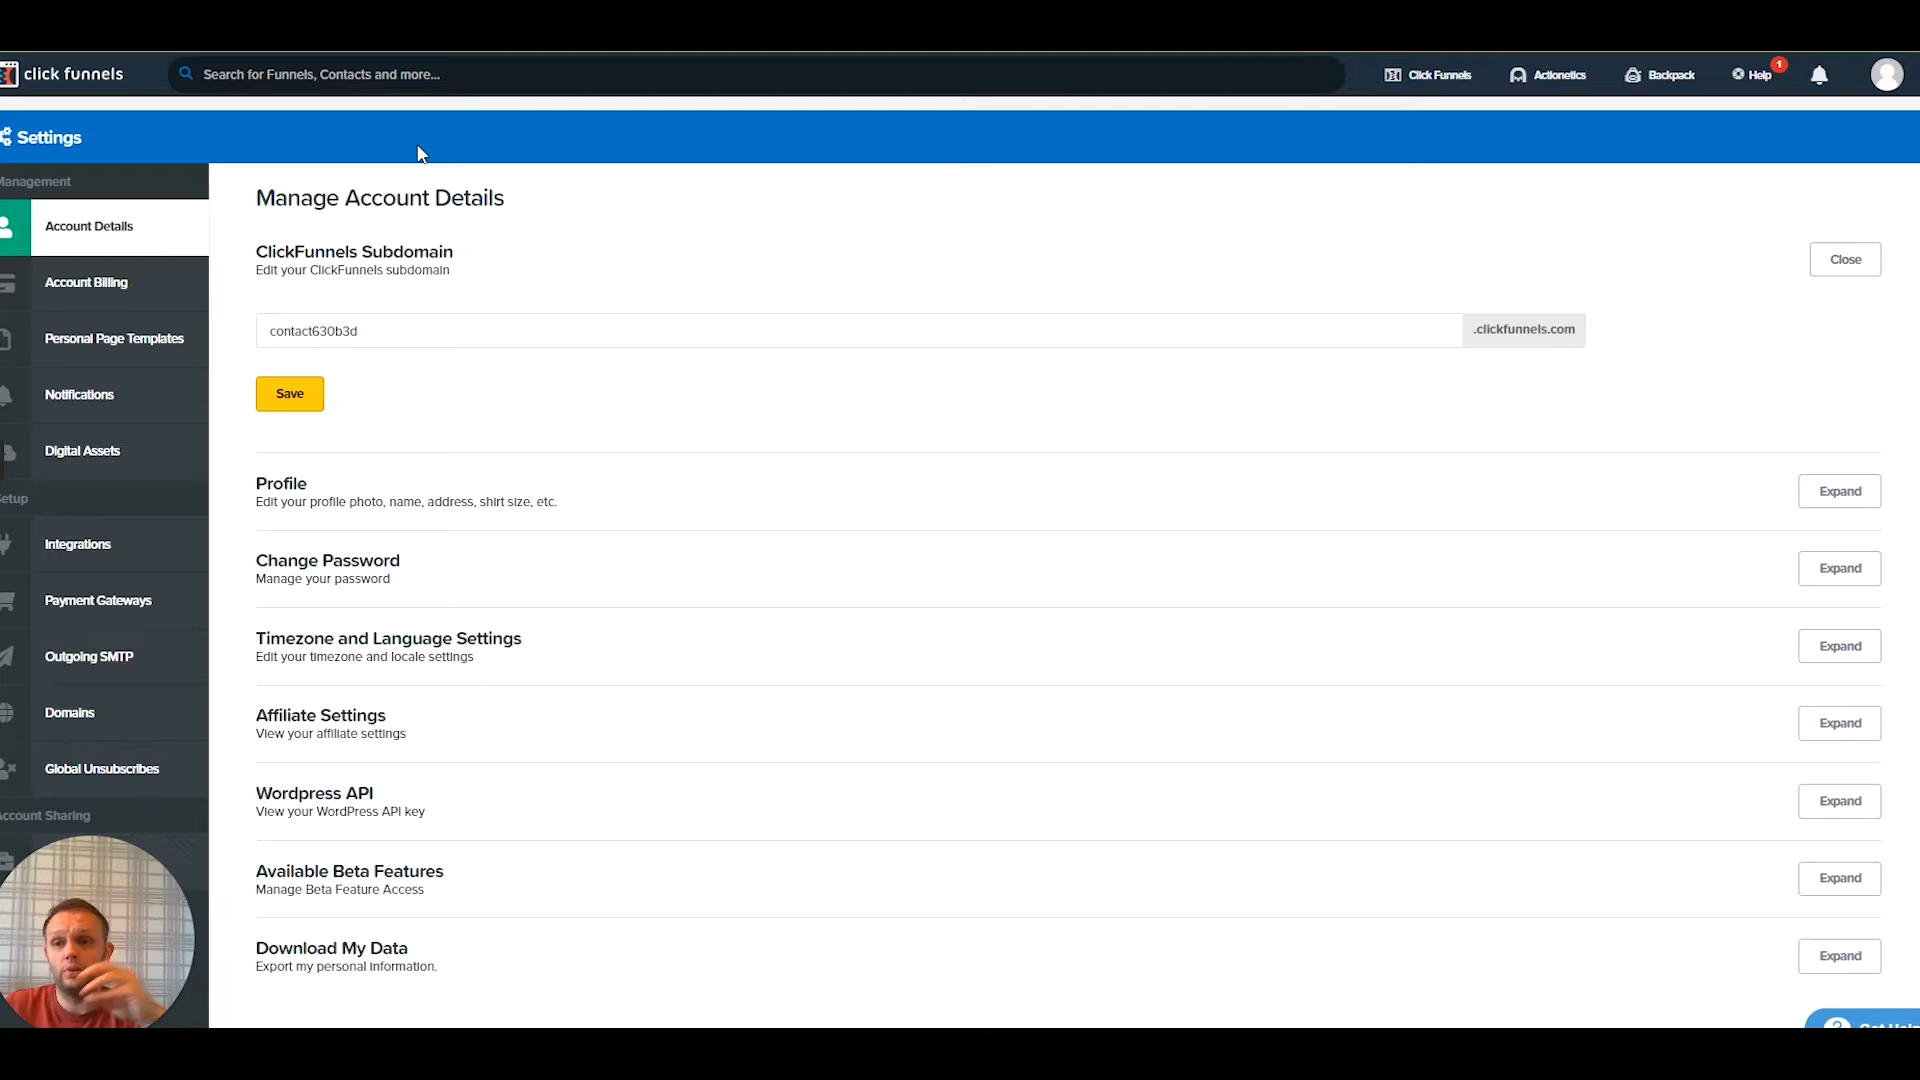 click funnels
Search for Funnels, Contacts and more...
Click Funnels
Actionetics
Backpack
Help
1
Settings
Management
Account Details
Account Billing
Personal Page Templates
Notifications
Digital Assets
Setup
Integrations
Payment Gateways
Outgoing SMTP
Domains
Global Unsubscribes
Account Sharing
Manage Account Details
ClickFunnels Subdomain
Edit your ClickFunnels subdomain
Close
contact630b3d
.clickfunnels.com
Save
Profile
Edit your profile photo, name, address, shirt size, etc.
Expand
Change Password
Manage your password
Expand
Timezone and Language Settings
Edit your timezone and locale settings
Expand
Affiliate Settings
View your affiliate settings
Expand
Wordpress API
View your WordPress API key
Expand
Available Beta Features
Manage Beta Feature Access
Expand
Download My Data
Export my personal information.
Expand